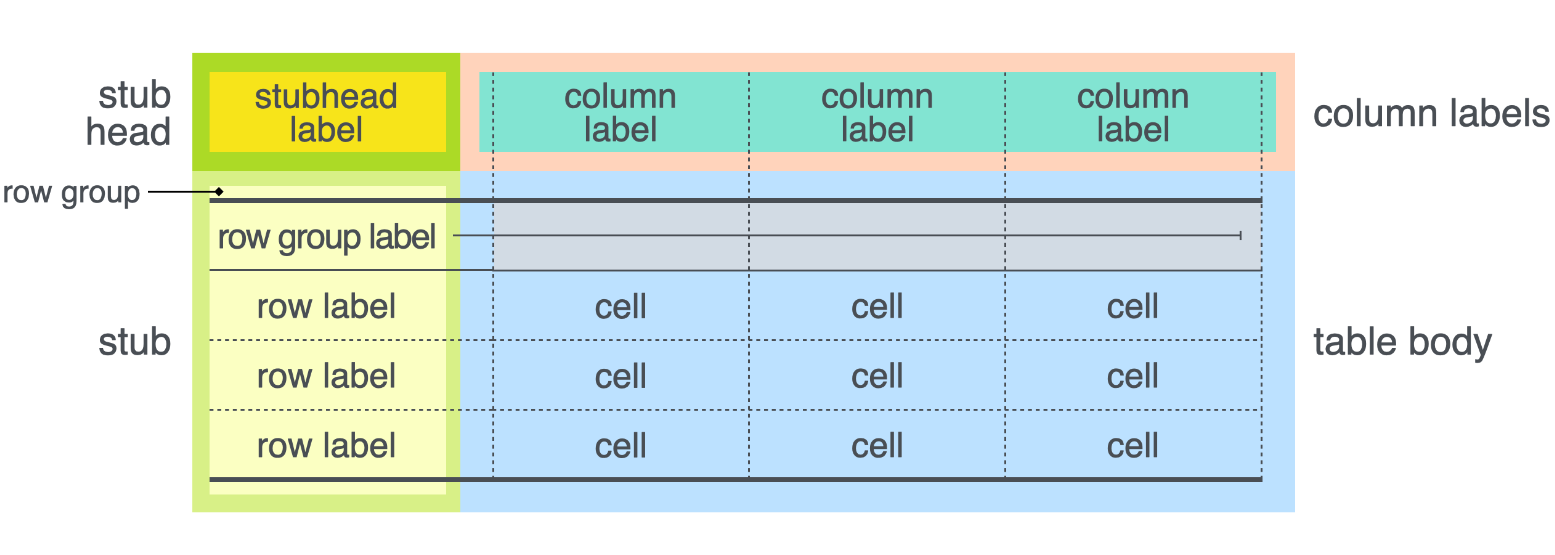 stub
head
stubhead
label
column
label
column
label
column
label
column labels
row group
row group label
stub
row label
cell
cell
cell
row label
cell
cell
cell
row label
cell
cell
cell
table body